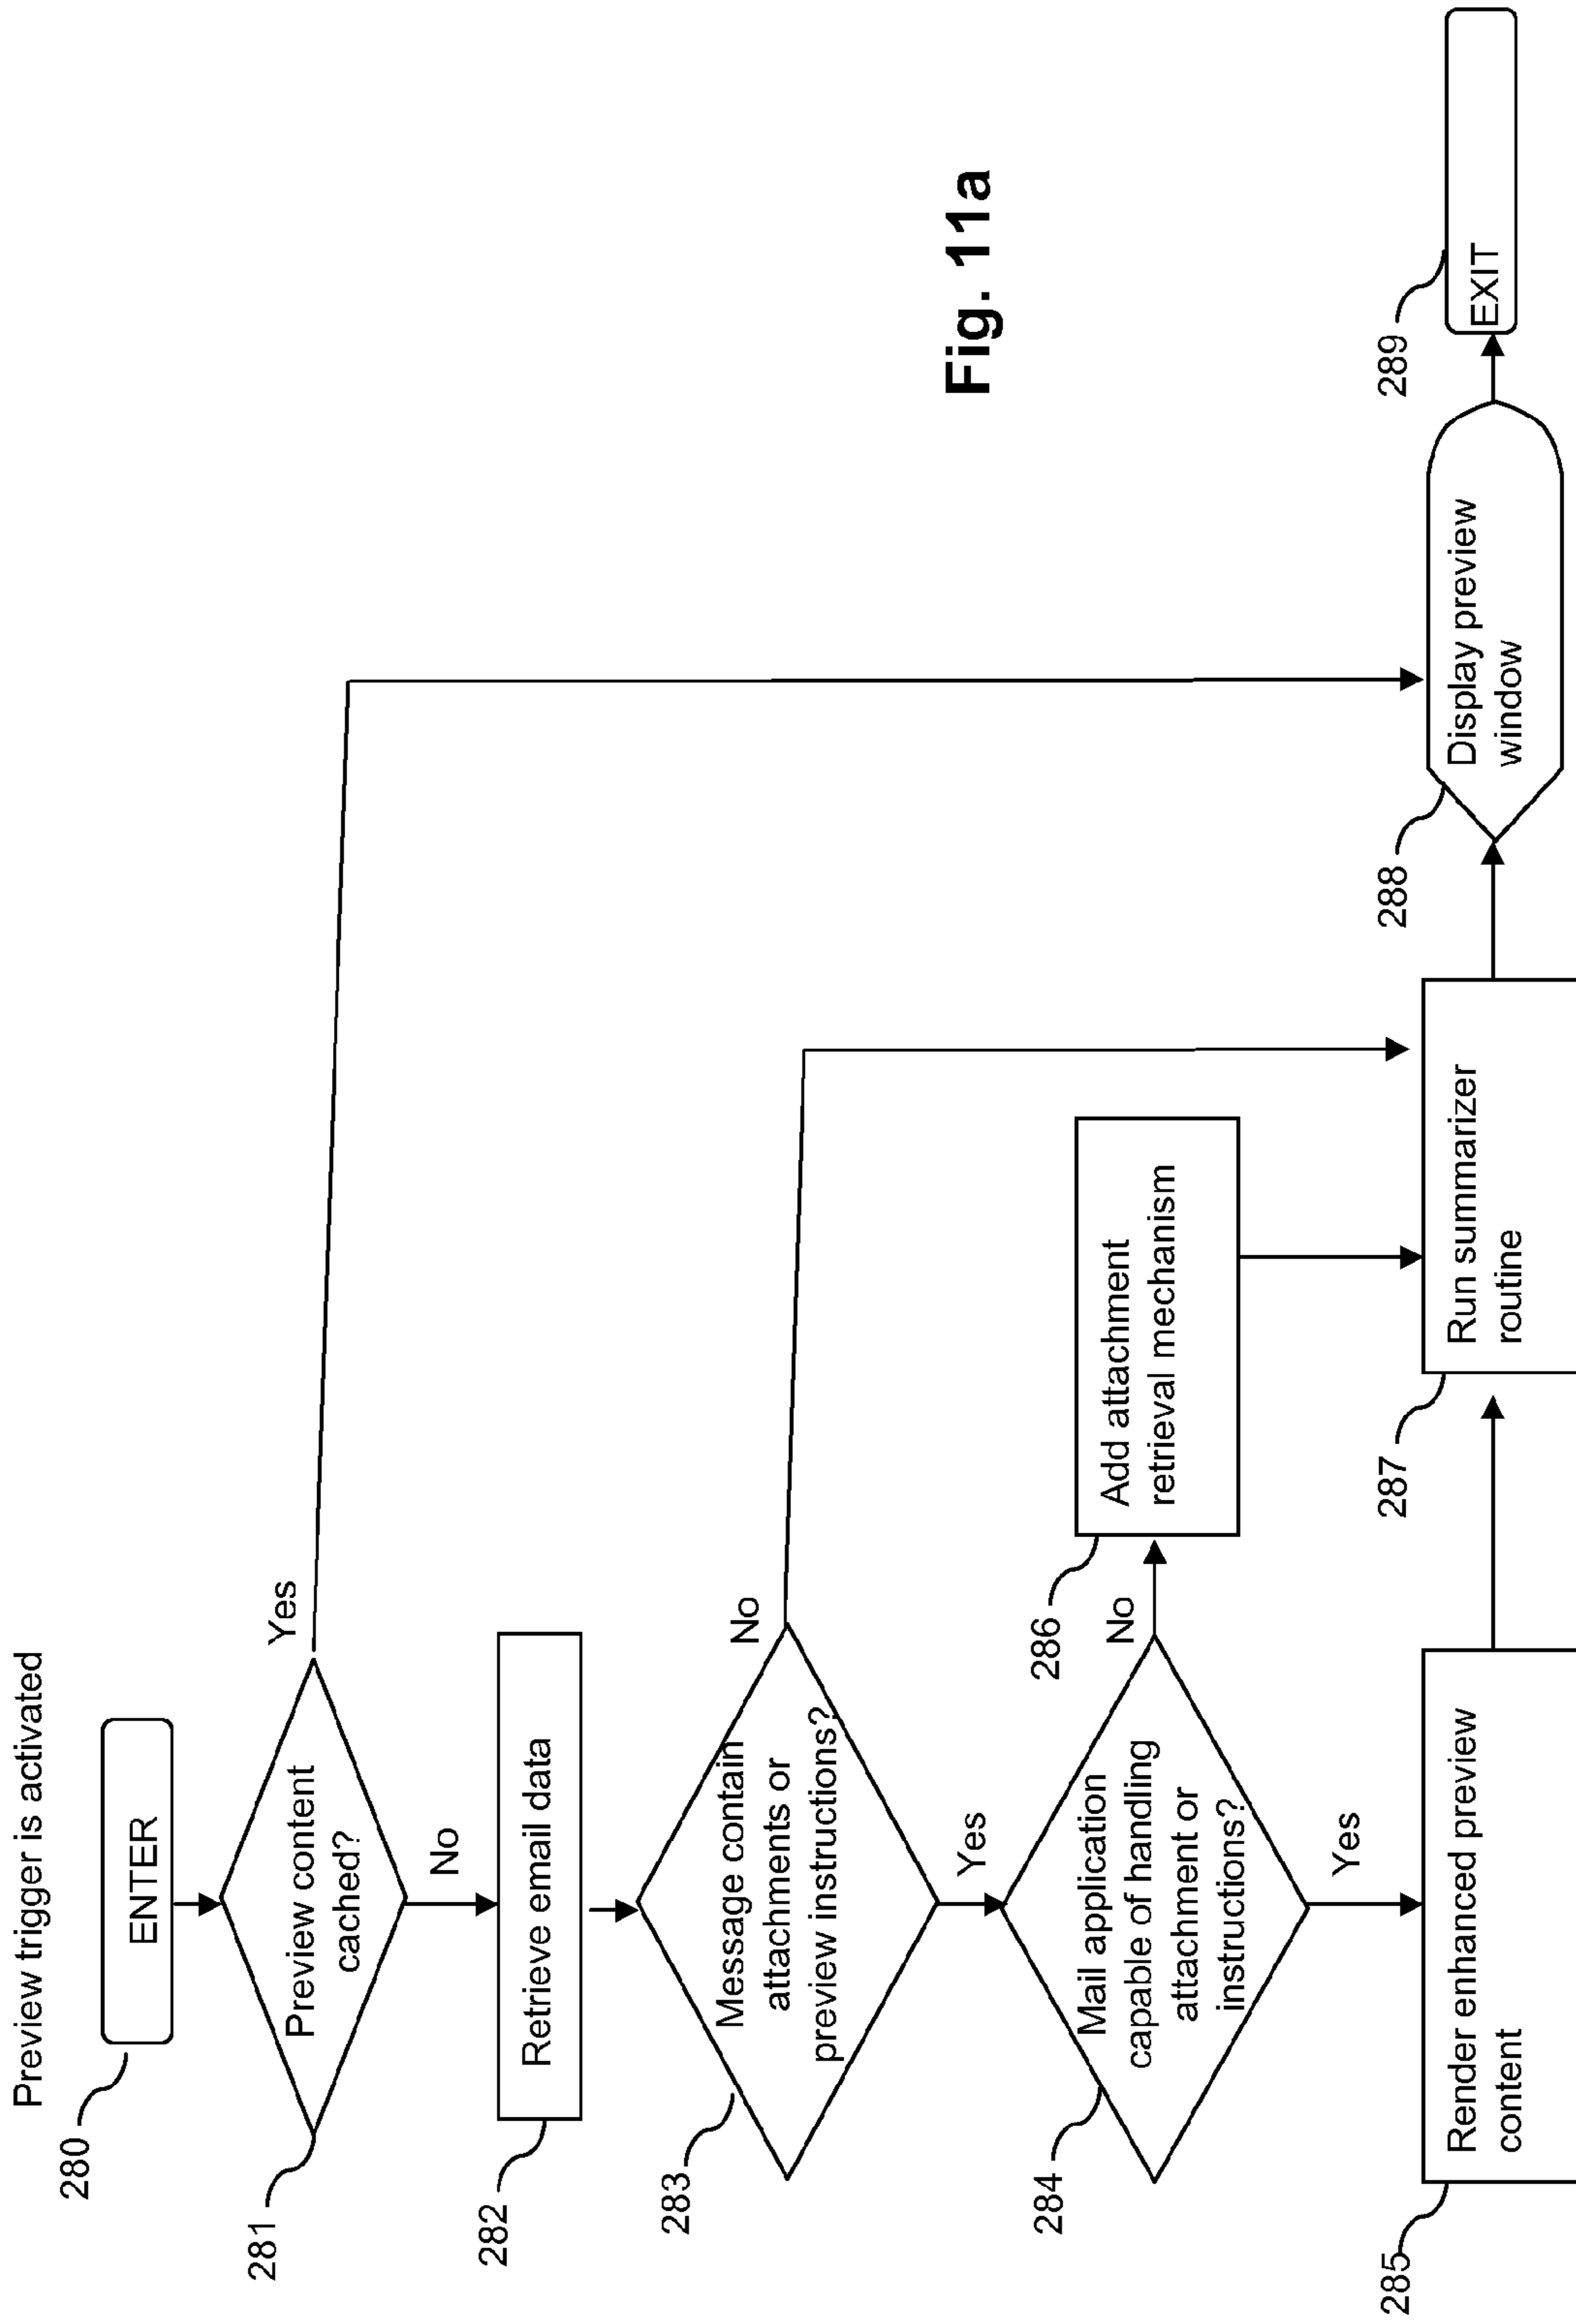 Preview trigger is activated
280
ENTER
281
Preview content
cached?
Yes
No
282
Retrieve email data
283
Message contain
attachments or
preview instructions?
No
Yes
284
Mail application
capable of handling
attachment or
instructions?
No
Yes
286
Add attachment
retrieval mechanism
285
Render enhanced preview
content
287
Run summarizer
routine
288
Display preview
window
289
EXIT
Fig. 11a